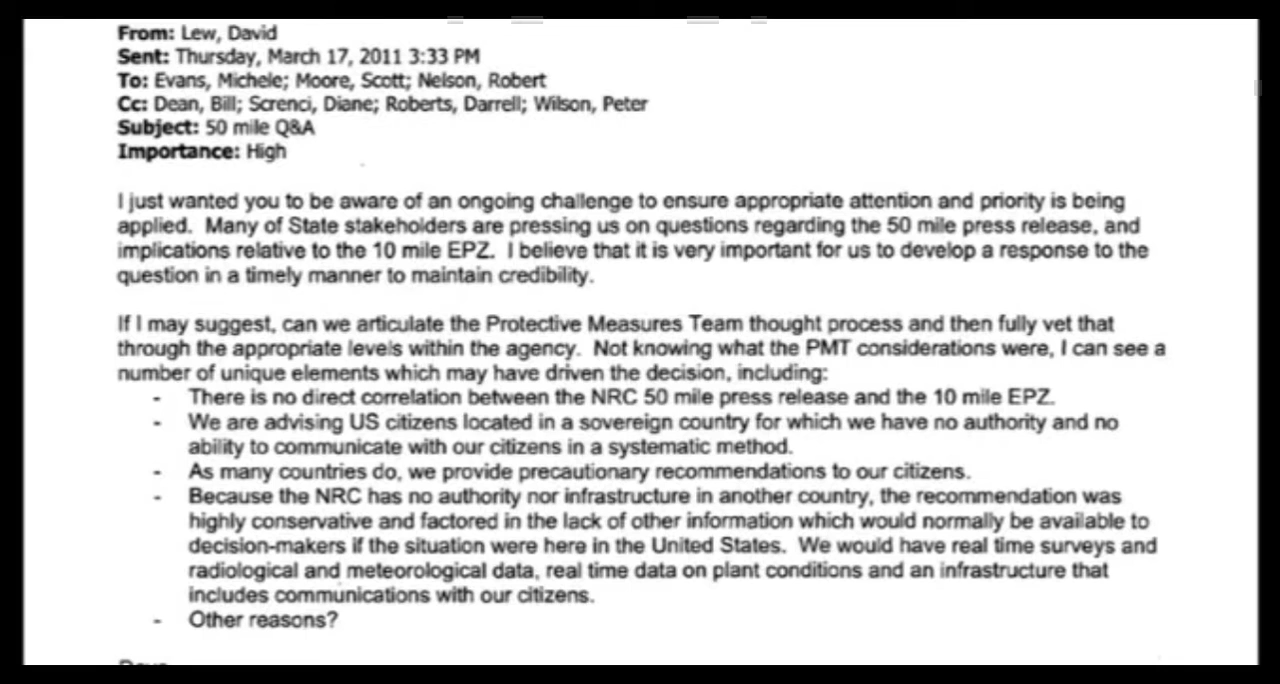 From: Lew, David
Sent: Thursday, March 17, 2011 3:33 PM
To: Evans, Michele; Moore, Scott; Nelson, Robert
Cc: Dean, Bill; Screnci, Diane; Roberts, Darrell; Wilson, Peter
Subject: 50 mile Q&A
Importance: High
I just wanted you to be aware of an ongoing challenge to ensure appropriate attention and priority is being
applied. Many of State stakeholders are pressing us on questions regarding the 50 mile press release, and
implications relative to the 10 mile EPZ. I believe that it is very important for us to develop a response to the
question in a timely manner to maintain credibility.
If I may suggest, can we articulate the Protective Measures Team thought process and then fully vet that
through the appropriate levels within the agency. Not knowing what the PMT considerations were, I can see a
number of unique elements which may have driven the decision, including:
- There is no direct correlation between the NRC 50 mile press release and the 10 mile EPZ.
- We are advising US citizens located in a sovereign country for which we have no authority and no
ability to communicate with our citizens in a systematic method.
- As many countries do, we provide precautionary recommendations to our citizens.
- Because the NRC has no authority nor infrastructure in another country, the recommendation was
highly conservative and factored in the lack of other information which would normally be available to
decision-makers if the situation were here in the United States. We would have real time surveys and
radiological and meteorological data, real time data on plant conditions and an infrastructure that
includes communications with our citizens.
- Other reasons?